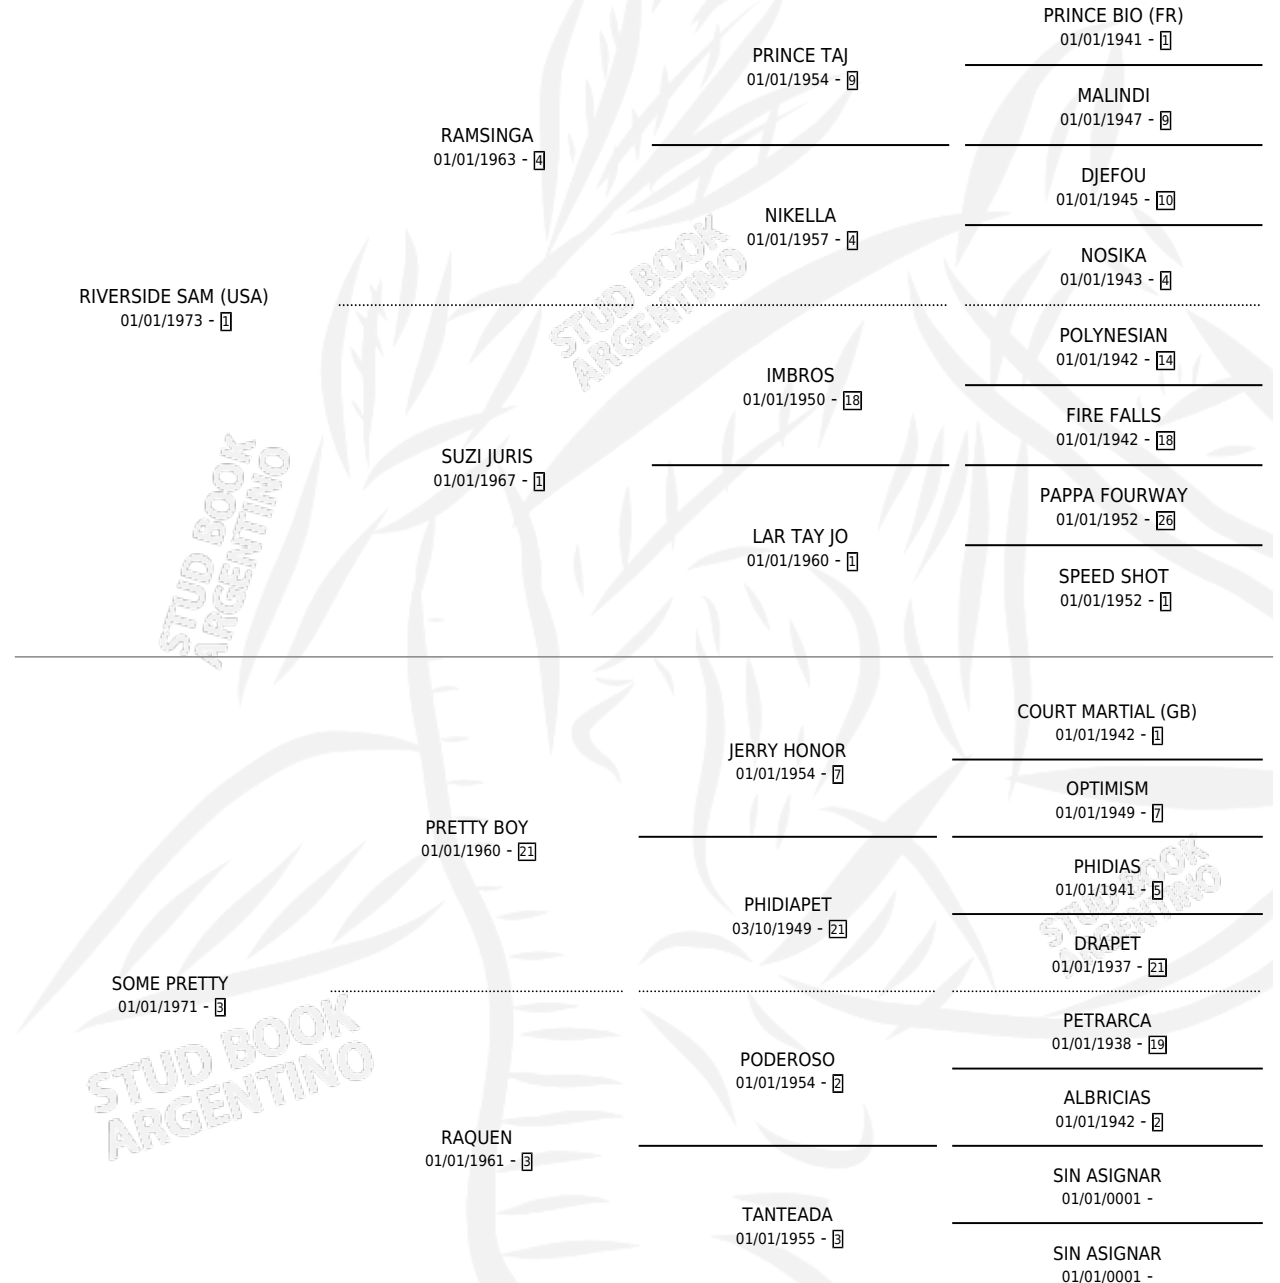 PRINCE BIO (FR)
01/01/1941 - 1
PRINCE TAJ
01/01/1954 - 9
MALINDI
01/01/1947 - 9
RAMSINGA
01/01/1963 - 4
DJEFOU
01/01/1945 - 10
NIKELLA
01/01/1957 - 4
NOSIKA
01/01/1943 - 4
RIVERSIDE SAM (USA)
01/01/1973 - 1
POLYNESIAN
01/01/1942 - 14
IMBROS
01/01/1950 - 18
FIRE FALLS
01/01/1942 - 18
SUZI JURIS
01/01/1967 - 1
PAPPA FOURWAY
01/01/1952 - 26
LAR TAY JO
01/01/1960 - 1
SPEED SHOT
01/01/1952 - 1
STUD BOOK
ARGENTINO
STUD BOOK
ARGENTINO
COURT MARTIAL (GB)
01/01/1942 - 1
JERRY HONOR
01/01/1954 - 7
OPTIMISM
01/01/1949 - 7
PRETTY BOY
01/01/1960 - 21
PHIDIAS
01/01/1941 - 5
PHIDIAPET
03/10/1949 - 21
DRAPET
01/01/1937 - 21
SOME PRETTY
01/01/1971 - 3
PETRARCA
01/01/1938 - 19
PODEROSO
01/01/1954 - 2
ALBRICIAS
01/01/1942 - 2
RAQUEN
01/01/1961 - 3
SIN ASIGNAR
01/01/0001 -
TANTEADA
01/01/1955 - 3
SIN ASIGNAR
01/01/0001 -
STUD BOOK
ARGENTINO
STUD BOOK
ARGENTINO